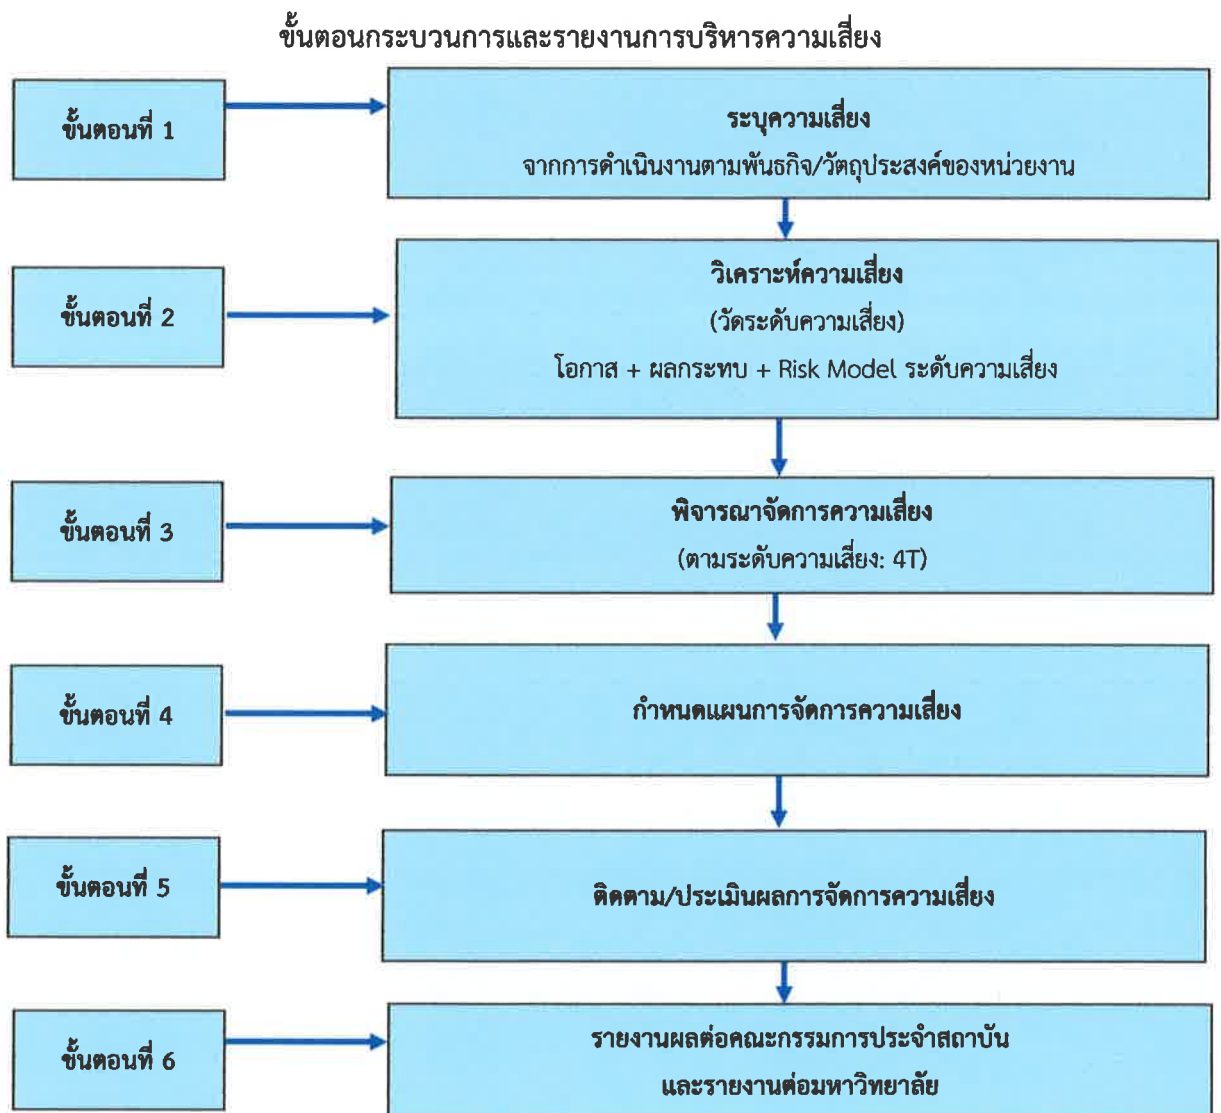 ขั้นตอนกระบวนการและรายงานการบริหารความเสี่ยง
ขั้นตอนที่ 1
ระบุความเสี่ยง
จากการดำเนินงานตามพันธกิจ/วัตถุประสงค์ของหน่วยงาน
ขั้นตอนที่ 2
วิเคราะห์ความเสี่ยง
(วัดระดับความเสี่ยง)
โอกาส + ผลกระทบ + Risk Model ระดับความเสี่ยง
ขั้นตอนที่ 3
พิจารณาจัดการความเสี่ยง
(ตามระดับความเสี่ยง: 4T)
ขั้นตอนที่ 4
กำหนดแผนการจัดการความเสี่ยง
ขั้นตอนที่ 5
ติดตาม/ประเมินผลการจัดการความเสี่ยง
ขั้นตอนที่ 6
รายงานผลต่อคณะกรรมการประจำสถาบัน
และรายงานต่อมหาวิทยาลัย